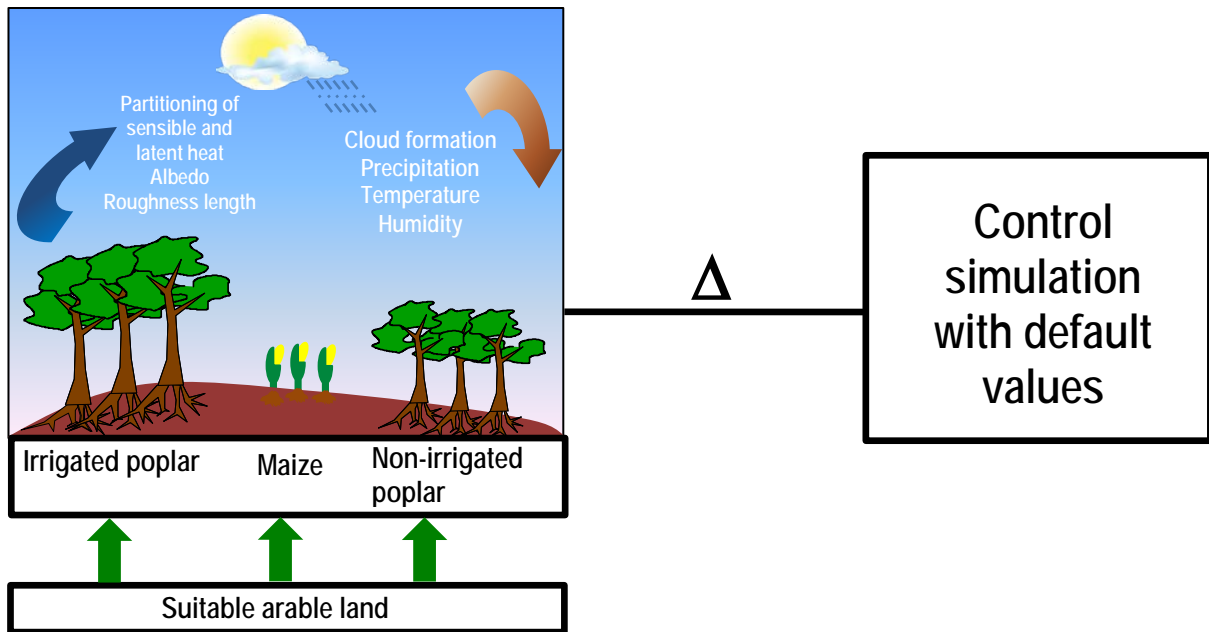 Partitioning of
sensible and
latent heat
Albedo
Roughness length
Cloud formation
Precipitation
Temperature
Humidity
Δ
Control
simulation
with default
values
Irrigated poplar
Maize
Non-irrigated
poplar
Suitable arable land